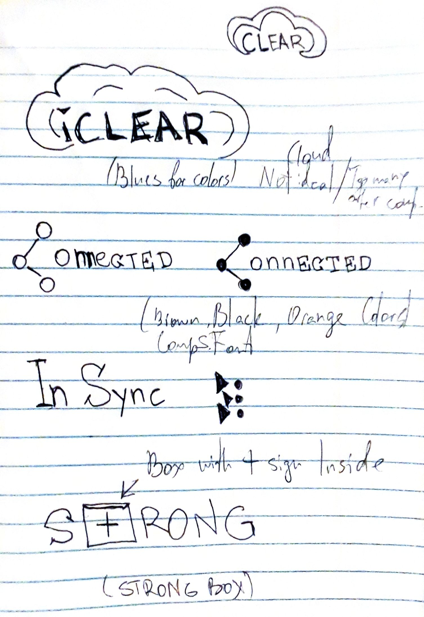 CLEAR
iCLEAR
(Blues for colors)
Cloud
Not ideal / Too many
other comp.
onnECTED
onnECTED
(Brown, Black, Orange Colors)
Comps. Font
In Sync
Box with + sign Inside
S+RONG
(STRONG BOX)